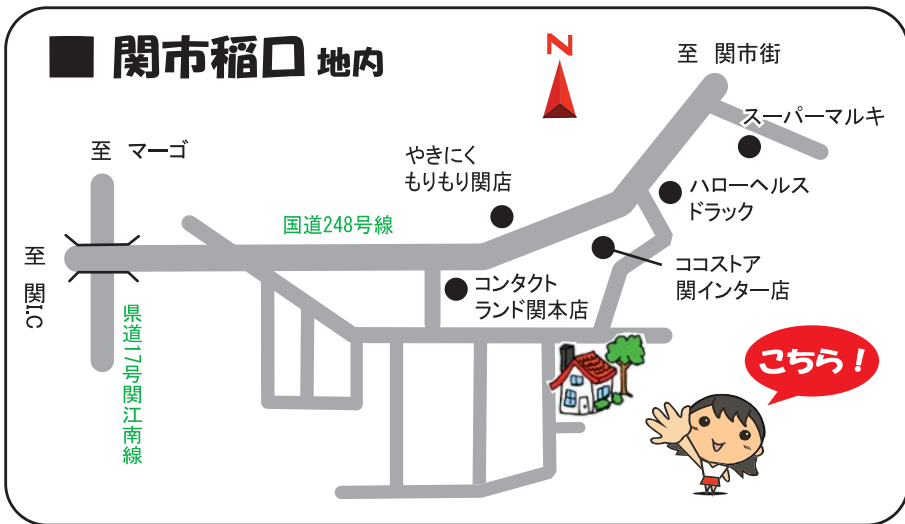 ■ 関市稲口 地内
N
至 関市街
スーパーマルキ
至 マーゴ
やきにく
もりもり関店
ハローヘルス
ドラック
国道248号線
至 関I.C
ココストア
関インター店
コンタクト
ランド関本店
県道17号関江南線
こちら！